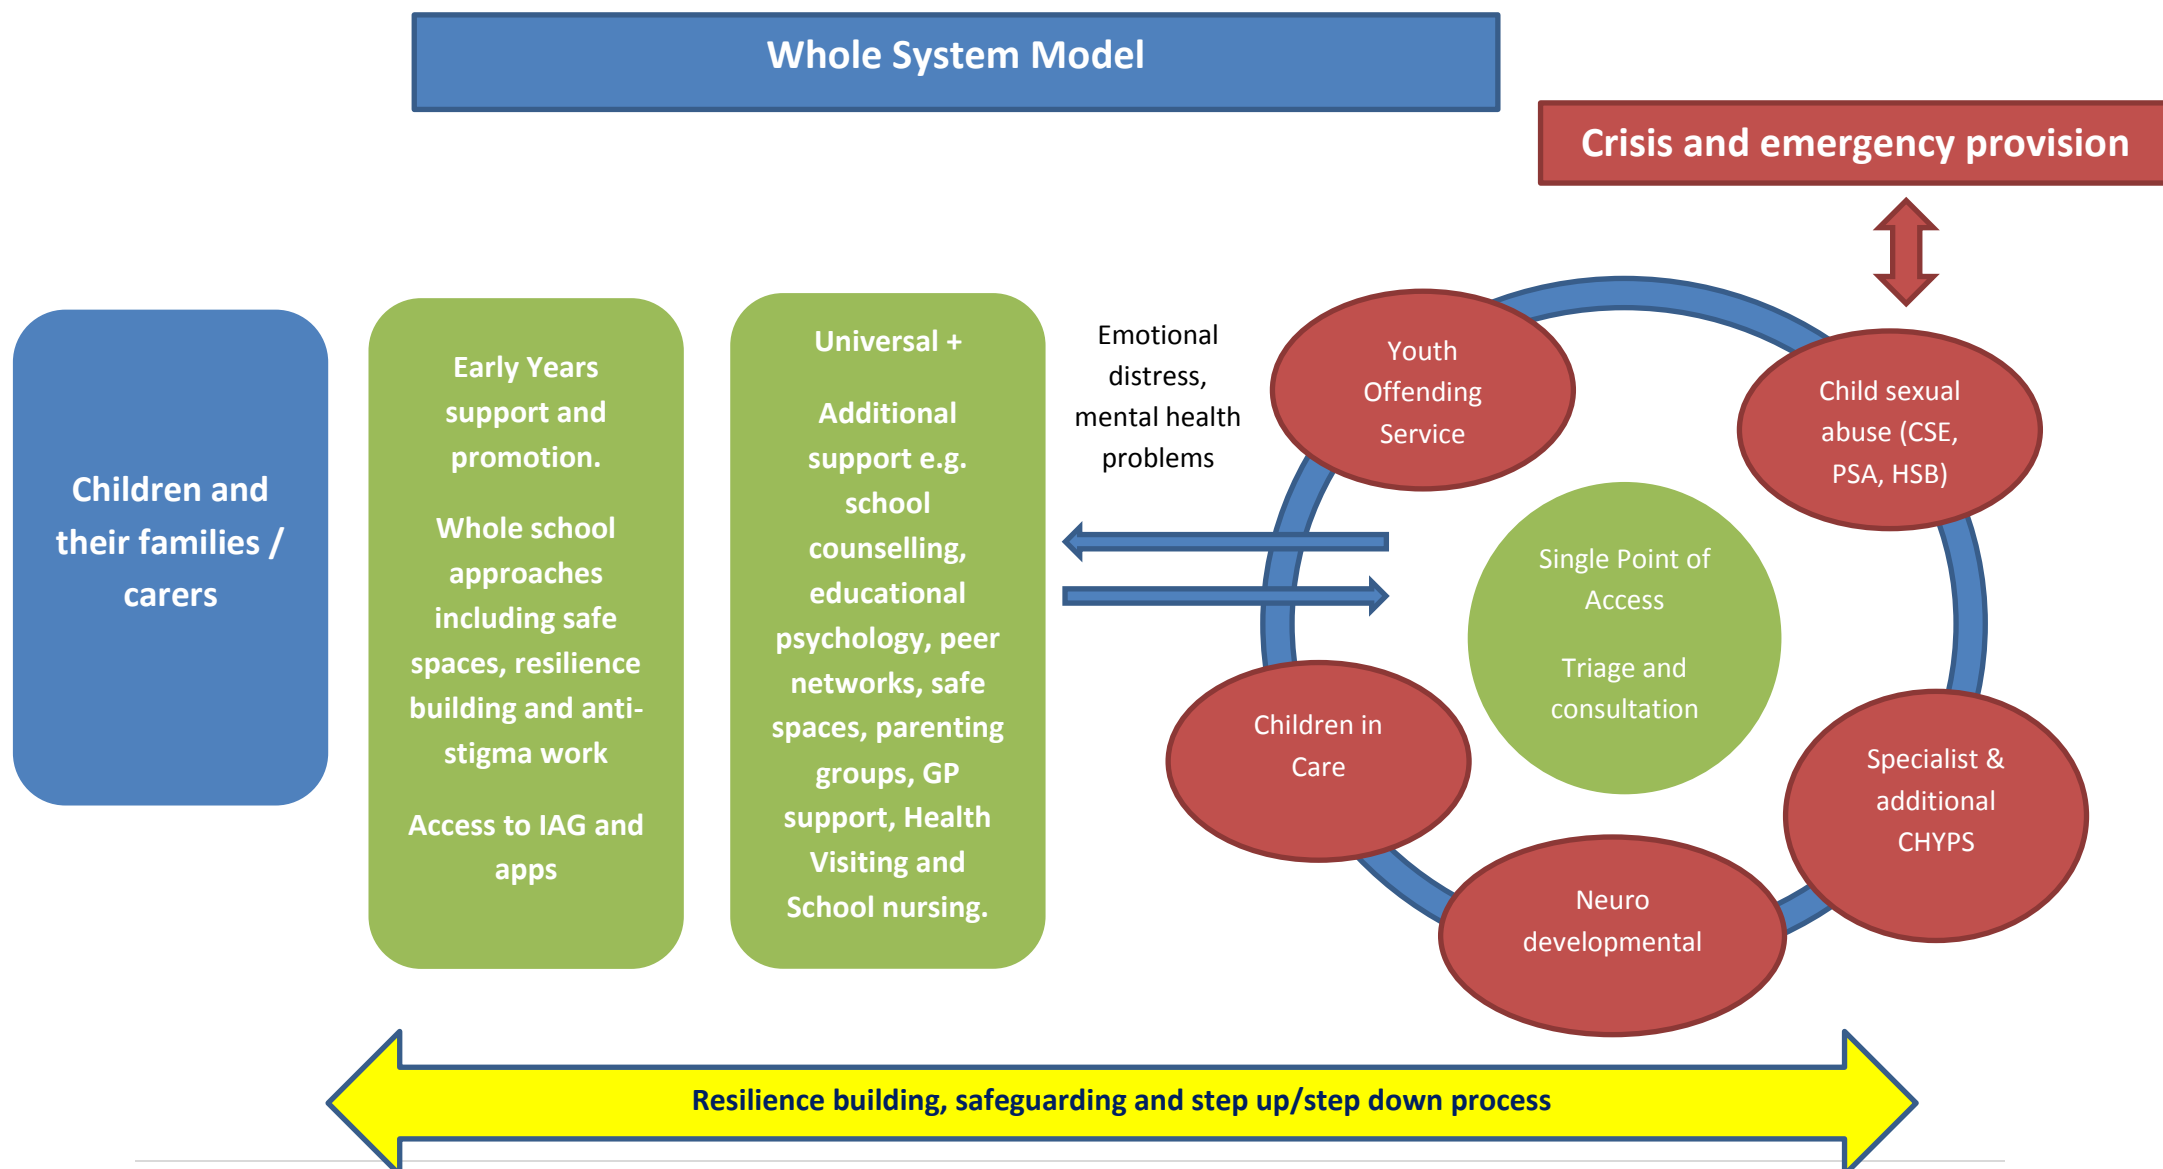 Whole System Model
Crisis and emergency provision
Children and
their families /
carers
Early Years
support and
promotion.
Whole school
approaches
including safe
spaces, resilience
building and anti-
stigma work
Access to IAG and
apps
Universal +
Additional
support e.g.
school
counselling,
educational
psychology, peer
networks, safe
spaces, parenting
groups, GP
support, Health
Visiting and
School nursing.
Emotional
distress,
mental health
problems
Youth
Offending
Service
Child sexual
abuse (CSE,
PSA, HSB)
Single Point of
Access
Triage and
consultation
Children in
Care
Specialist &
additional
CHYPS
Neuro
developmental
Resilience building, safeguarding and step up/step down process